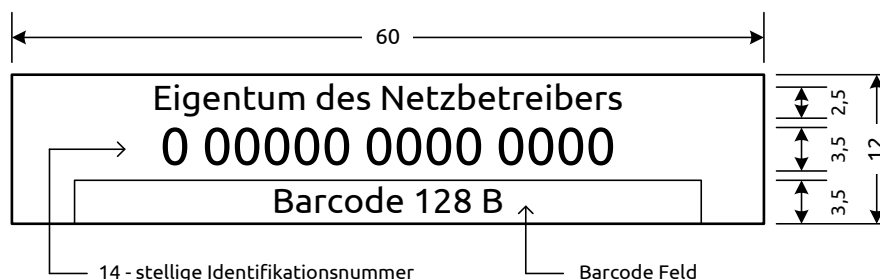 60
Eigentum des Netzbetreibers
0 00000 0000 0000
Barcode 128 B
2,5
3,5
3,5
12
14 - stellige Identifikationsnummer
Barcode Feld